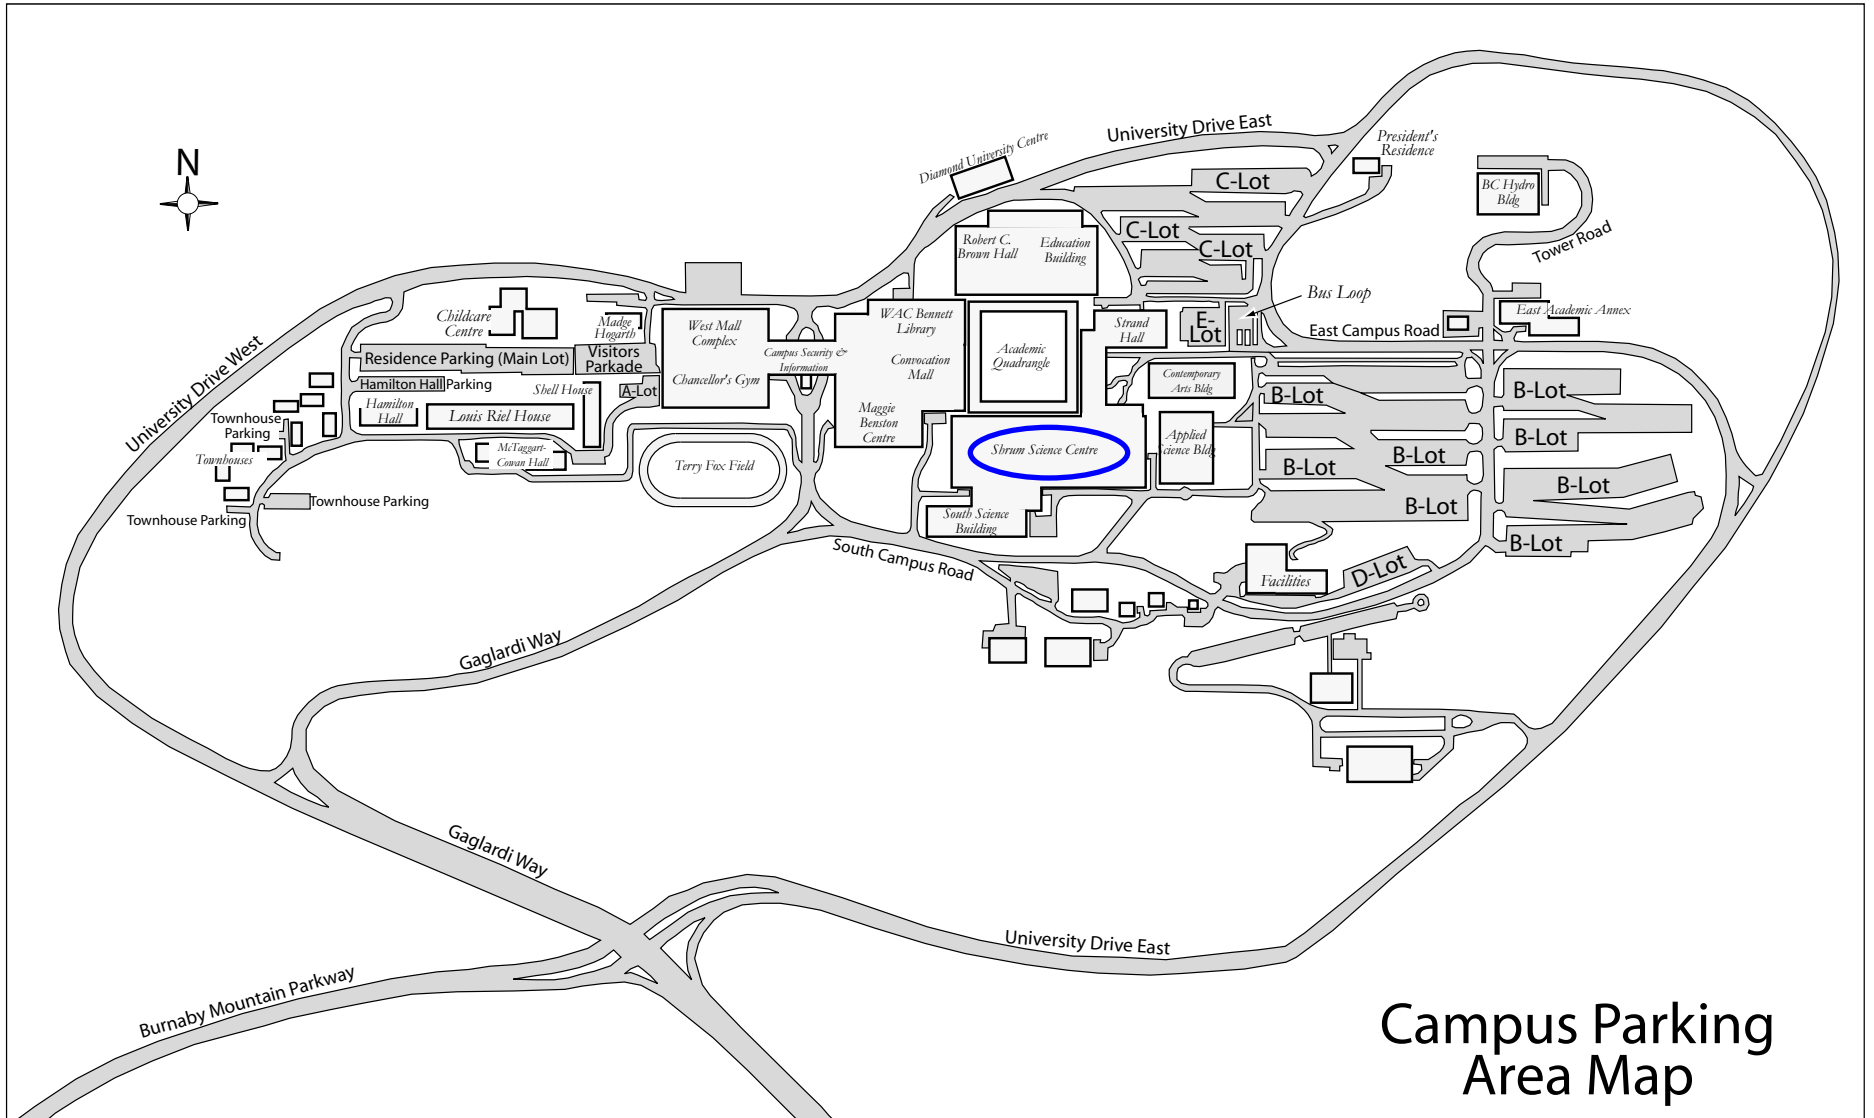 University Drive East
Diamond University Centre
President's
Residence
N
C-Lot
BC Hydro
Bldg
C-Lot
C-Lot
Robert C.
Brown Hall
Education
Building
Tower Road
Bus Loop
Childcare
Centre
Madge
Hogarth
West Mall
Complex
WAC Bennett
Library
Strand
Hall
E-
Lot
East Campus Road
East Academic Annex
University Drive West
Residence Parking (Main Lot)
Visitors
Parkade
Campus Security &
Information
Convocation
Mall
Academic
Quadrangle
Hamilton Hall Parking
Shell House
A-Lot
Chancellor's Gym
Contemporary
Arts Bldg
B-Lot
B-Lot
Hamilton
Hall
Louis Riel House
Maggie
Benston
Centre
Townhouse
Parking
Applied
Science Bldg
B-Lot
Townhouses
McTaggart-
Cowan Hall
Terry Fox Field
Shrum Science Centre
B-Lot
B-Lot
B-Lot
B-Lot
Townhouse Parking
Townhouse Parking
South Science
Building
B-Lot
South Campus Road
Facilities
D-Lot
Gaglardi Way
Gaglardi Way
University Drive East
Burnaby Mountain Parkway
Campus Parking
Area Map